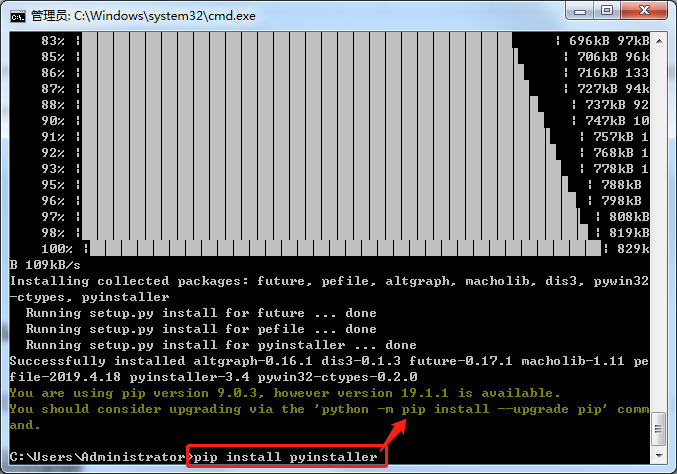 管理员: C:\Windows\system32\cmd.exe
83% ¦ ¦ 696kB 97kB
85% ¦ ¦ 706kB 96k
86% ¦ ¦ 716kB 133
87% ¦ ¦ 727kB 94k
88% ¦ ¦ 737kB 92
90% ¦ ¦ 747kB 10
91% ¦ ¦ 757kB 1
92% ¦ ¦ 768kB 1
93% ¦ ¦ 778kB 1
95% ¦ ¦ 788kB
96% ¦ ¦ 798kB
97% ¦ ¦ 808kB
98% ¦ ¦ 819kB
100% ¦ ¦ 829k
B 109kB/s
Installing collected packages: future, pefile, altgraph, macholib, dis3, pywin32
-ctypes, pyinstaller
Running setup.py install for future ... done
Running setup.py install for pefile ... done
Running setup.py install for pyinstaller ... done
Successfully installed altgraph-0.16.1 dis3-0.1.3 future-0.17.1 macholib-1.11 pe
file-2019.4.18 pyinstaller-3.4 pywin32-ctypes-0.2.0
You are using pip version 9.0.3, however version 19.1.1 is available.
You should consider upgrading via the 'python -m pip install --upgrade pip' comm
and.
C:\Users\Administrator>pip install pyinstaller